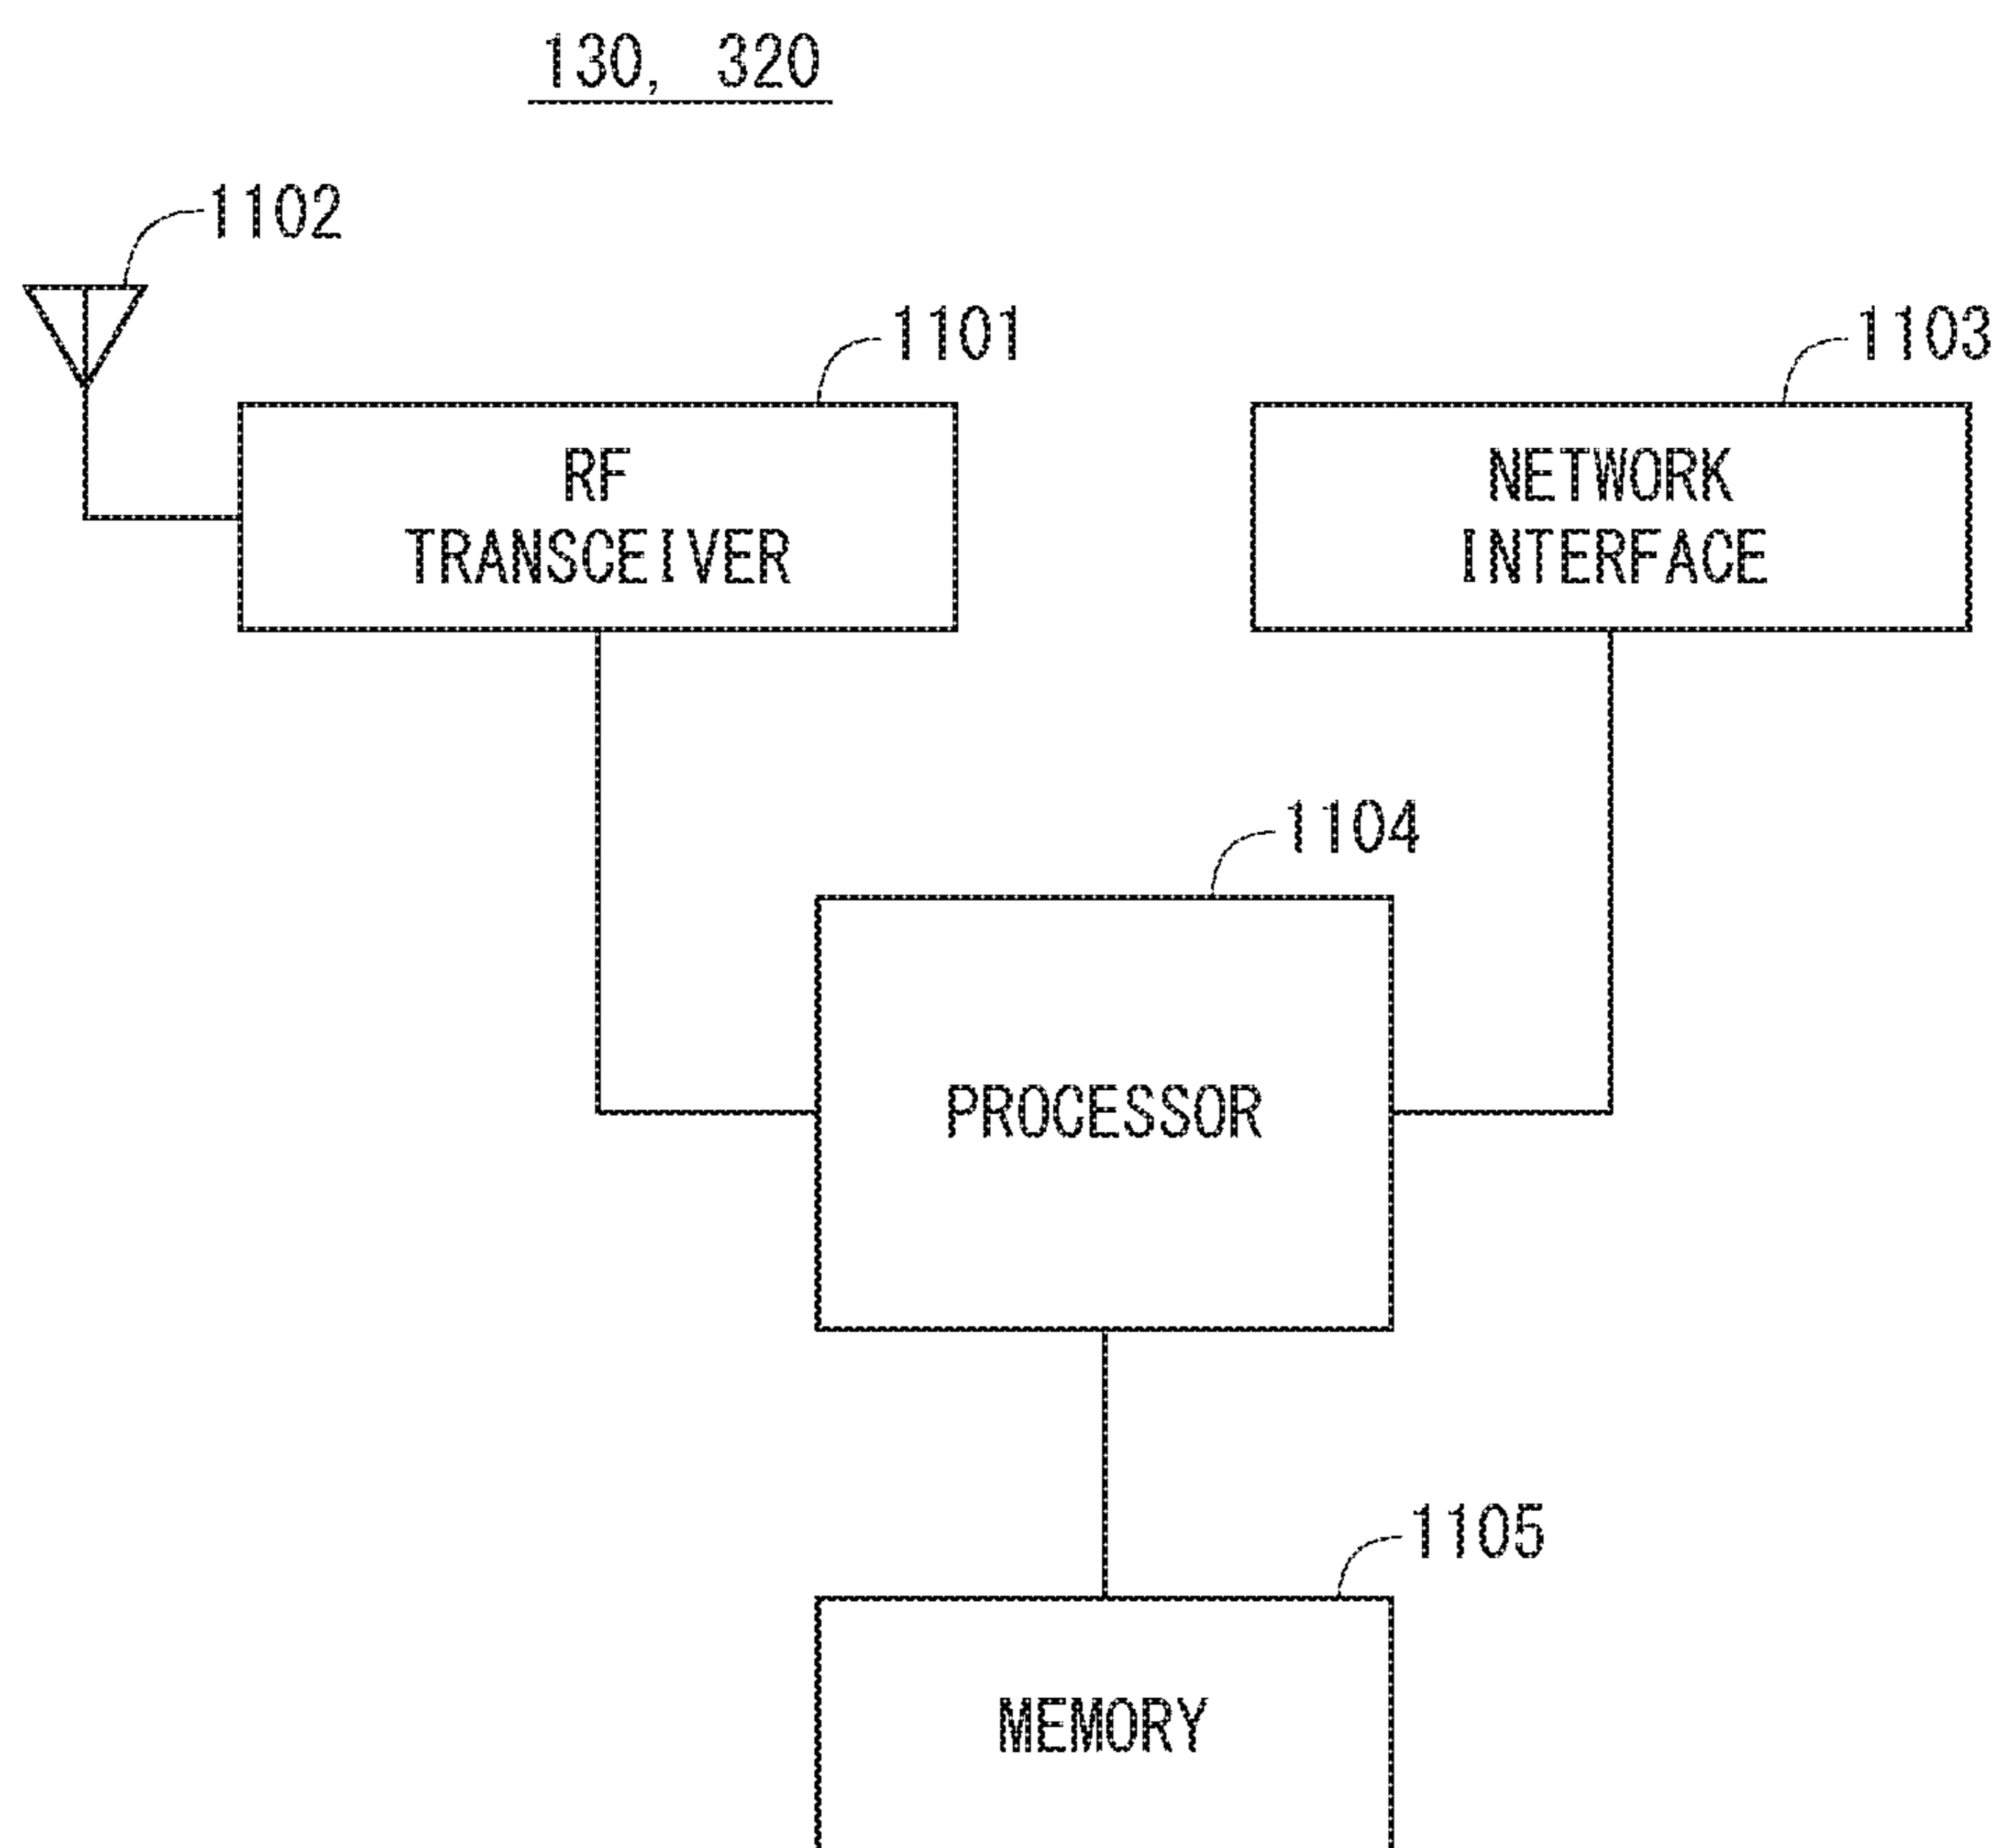 130, 320
1102
1101
1103
RF
TRANSCEIVER
NETWORK
INTERFACE
1104
PROCESSOR
1105
MEMORY